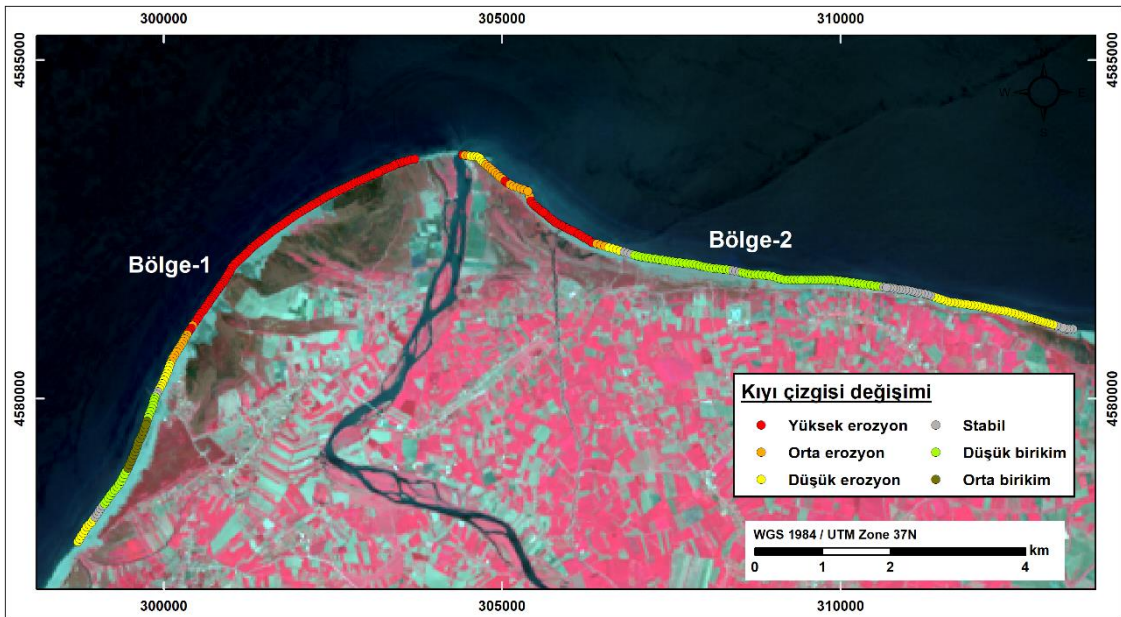 300000 305000 310000
4585000 4585000
W E
S
Bölge-1
Bölge-2
4580000 4580000
Kıyı çizgisi değişimi
Yüksek erozyon Stabil
Orta erozyon Düşük birikim
Düşük erozyon Orta birikim
WGS 1984 / UTM Zone 37N
km
0 1 2 4
300000 305000 310000